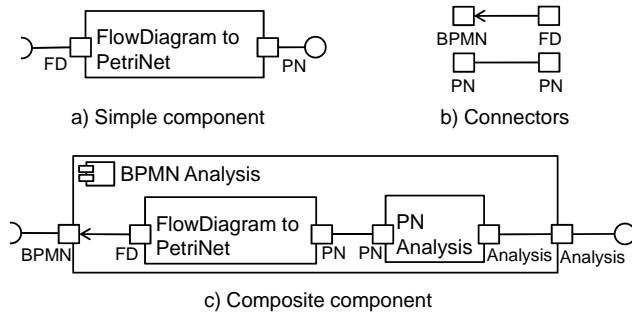 FlowDiagram to
PetriNet
FD
PN
a) Simple component
BPMN
FD
PN
PN
b) Connectors
BPMN Analysis
FlowDiagram to
PetriNet
PN
Analysis
BPMN
FD
PN
PN
Analysis
Analysis
c) Composite component